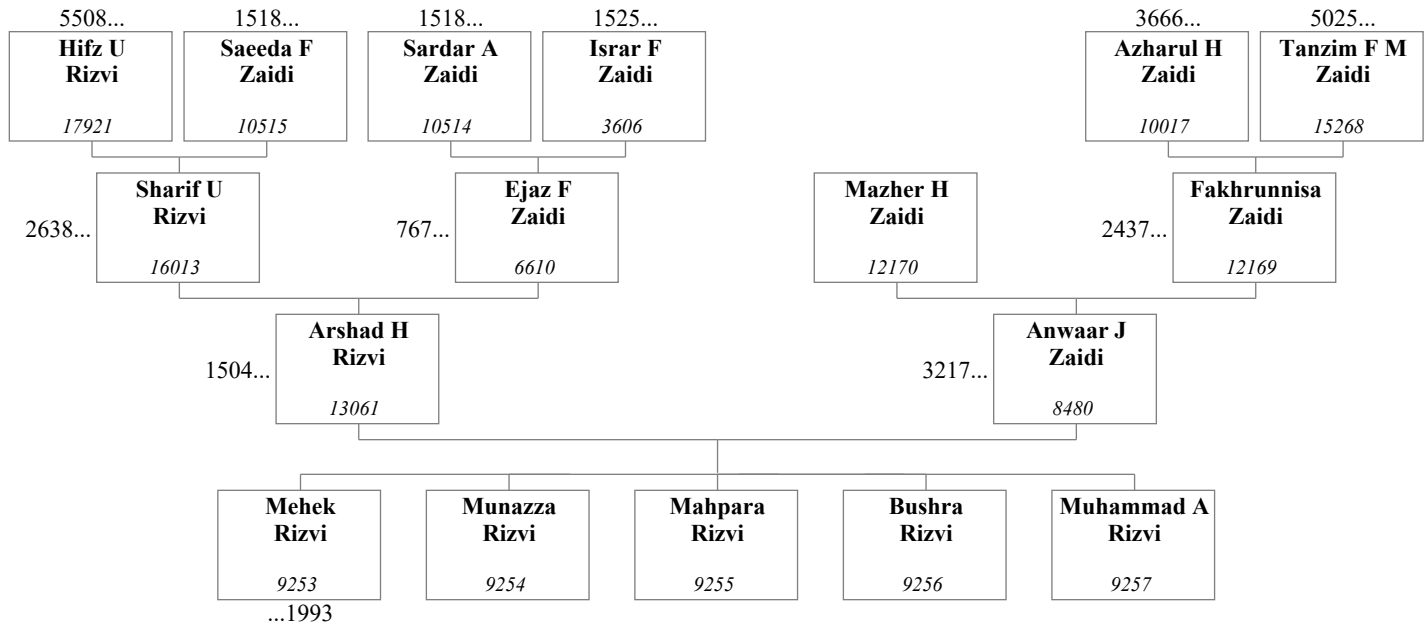 5508... 1518... 1518... 1525... 3666... 5025...
Hifz U Saeeda F Sardar A Israr F Azharul H Tanzim F M
Rizvi Zaidi Zaidi Zaidi Zaidi Zaidi
17921 10515 10514 3606 10017 15268
Sharif U Ejaz F Mazher H Fakhrunnisa
Rizvi Zaidi Zaidi Zaidi
2638... 767... 2437...
16013 6610 12170 12169
Arshad H Anwaar J
Rizvi Zaidi
1504... 3217...
13061 8480
Mehek Munazza Mahpara Bushra Muhammad A
Rizvi Rizvi Rizvi Rizvi Rizvi
9253 9254 9255 9256 9257
...1993